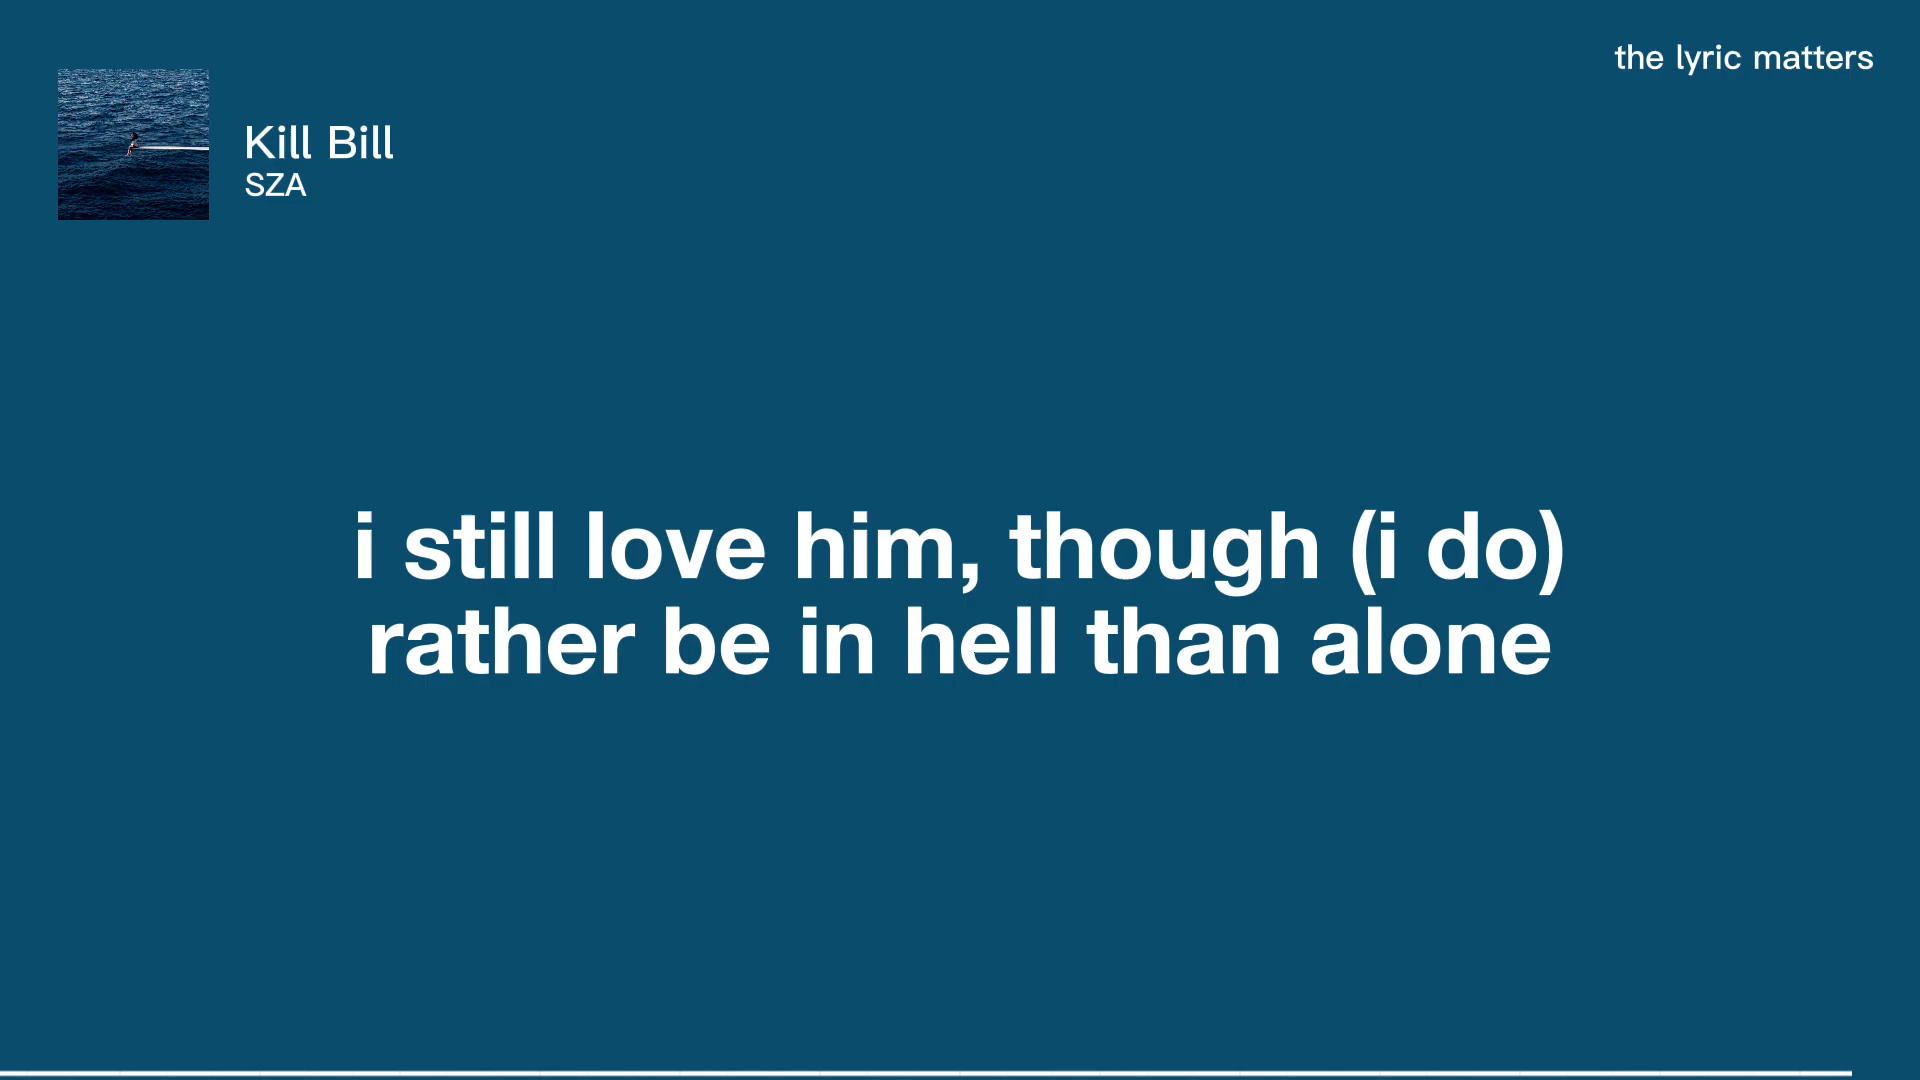 the lyric matters
Kill Bill
SZA
i still love him, though (i do)
rather be in hell than alone